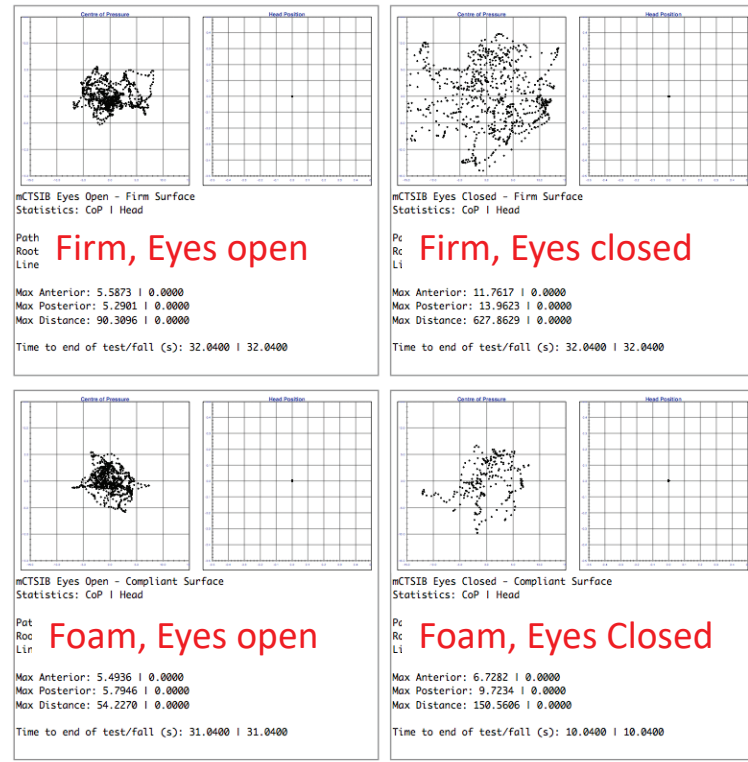 Centre of Pressure
Head Position
mCTSIB Eyes Open - Firm Surface
Statistics: CoP | Head
Path
Root
Line
Firm, Eyes open
Max Anterior: 5.5873 | 0.0000
Max Posterior: 5.2901 | 0.0000
Max Distance: 90.3096 | 0.0000
Time to end of test/fall (s): 32.0400 | 32.0400
Centre of Pressure
Head Position
mCTSIB Eyes Closed - Firm Surface
Statistics: CoP | Head
Firm, Eyes closed
Max Anterior: 11.7617 | 0.0000
Max Posterior: 13.9623 | 0.0000
Max Distance: 627.8629 | 0.0000
Time to end of test/fall (s): 32.0400 | 32.0400
Centre of Pressure
Head Position
mCTSIB Eyes Open - Compliant Surface
Statistics: CoP | Head
Foam, Eyes open
Max Anterior: 5.4936 | 0.0000
Max Posterior: 5.7946 | 0.0000
Max Distance: 54.2270 | 0.0000
Time to end of test/fall (s): 31.0400 | 31.0400
Centre of Pressure
Head Position
mCTSIB Eyes Closed - Compliant Surface
Statistics: CoP | Head
Foam, Eyes Closed
Max Anterior: 6.7282 | 0.0000
Max Posterior: 9.7234 | 0.0000
Max Distance: 150.5606 | 0.0000
Time to end of test/fall (s): 10.0400 | 10.0400